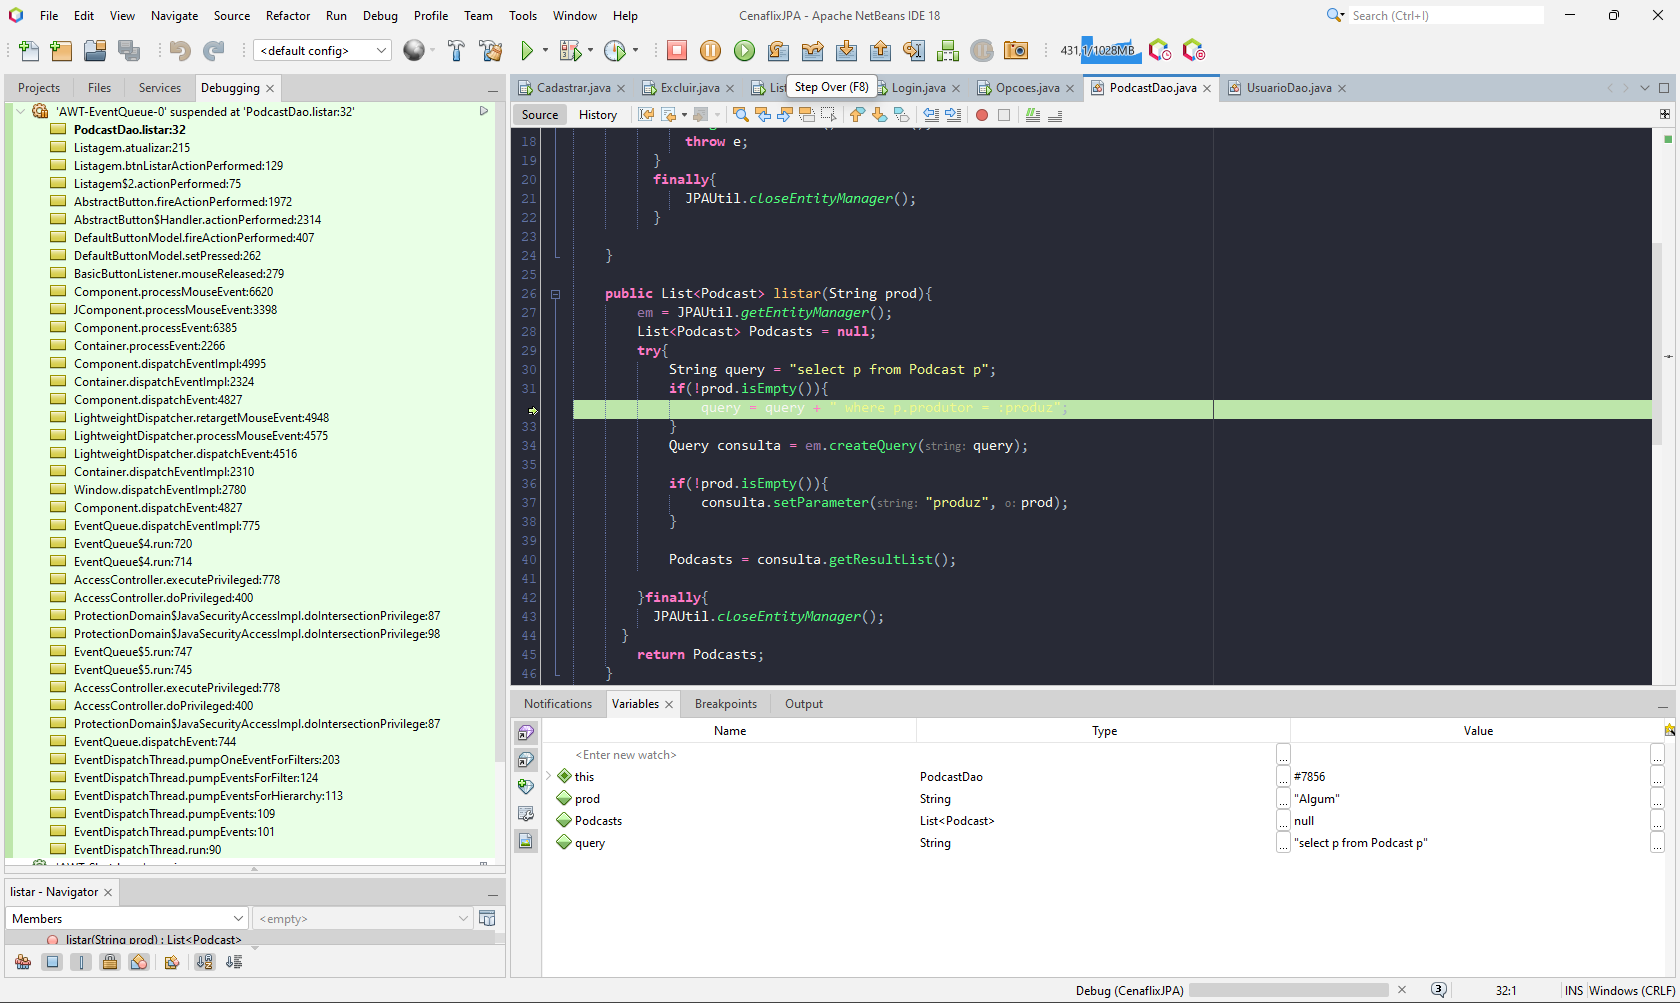 File Edit View Navigate Source Refactor Run Debug Profile Team Tools Window Help CenaflixJPA - Apache NetBeans IDE 18 Search (Ctrl+I)
<default config> 431,1/1028MB
Projects Files Services Debugging
'AWT-EventQueue-0' suspended at 'PodcastDao.listar:32'
PodcastDao.listar:32
Listagem.atualizar:215
Listagem.btnListarActionPerformed:129
Listagem$2.actionPerformed:75
AbstractButton.fireActionPerformed:1972
AbstractButton$Handler.actionPerformed:2314
DefaultButtonModel.fireActionPerformed:407
DefaultButtonModel.setPressed:262
BasicButtonListener.mouseReleased:279
Component.processMouseEvent:6620
JComponent.processMouseEvent:3398
Component.processEvent:6385
Container.processEvent:2266
Component.dispatchEventImpl:4995
Container.dispatchEventImpl:2324
Component.dispatchEvent:4827
LightweightDispatcher.retargetMouseEvent:4948
LightweightDispatcher.processMouseEvent:4575
LightweightDispatcher.dispatchEvent:4516
Container.dispatchEventImpl:2310
Window.dispatchEventImpl:2780
Component.dispatchEvent:4827
EventQueue.dispatchEventImpl:775
EventQueue$4.run:720
EventQueue$4.run:714
AccessController.executePrivileged:778
AccessController.doPrivileged:400
ProtectionDomain$JavaSecurityAccessImpl.doIntersectionPrivilege:87
ProtectionDomain$JavaSecurityAccessImpl.doIntersectionPrivilege:98
EventQueue$5.run:747
EventQueue$5.run:745
AccessController.executePrivileged:778
AccessController.doPrivileged:400
ProtectionDomain$JavaSecurityAccessImpl.doIntersectionPrivilege:87
EventQueue.dispatchEvent:744
EventDispatchThread.pumpOneEventForFilters:203
EventDispatchThread.pumpEventsForFilter:124
EventDispatchThread.pumpEventsForHierarchy:113
EventDispatchThread.pumpEvents:109
EventDispatchThread.pumpEvents:101
EventDispatchThread.run:90
listar - Navigator
Members <empty>
listar(String prod) : List<Podcast>
Cadastrar.java Excluir.java List Step Over (F8) Login.java Opcoes.java PodcastDao.java UsuarioDao.java
Source History
18 throw e;
19 }
20 finally{
21 JPAUtil.closeEntityManager();
22 }
23
24 }
25
26 public List<Podcast> listar(String prod){
27 em = JPAUtil.getEntityManager();
28 List<Podcast> Podcasts = null;
29 try{
30 String query = "select p from Podcast p";
31 if(!prod.isEmpty()){
query = query + " where p.produtor = :produz";
33 }
34 Query consulta = em.createQuery(string: query);
35
36 if(!prod.isEmpty()){
37 consulta.setParameter(string: "produz", o: prod);
38 }
39
40 Podcasts = consulta.getResultList();
41
42 }finally{
43 JPAUtil.closeEntityManager();
44 }
45 return Podcasts;
46 }
Notifications Variables Breakpoints Output
Name Type Value
<Enter new watch> ... ...
this PodcastDao ... #7856 ...
prod String ... "Algum" ...
Podcasts List<Podcast> ... null ...
query String ... "select p from Podcast p" ...
Debug (CenaflixJPA) 3 32:1 INS Windows (CRLF)